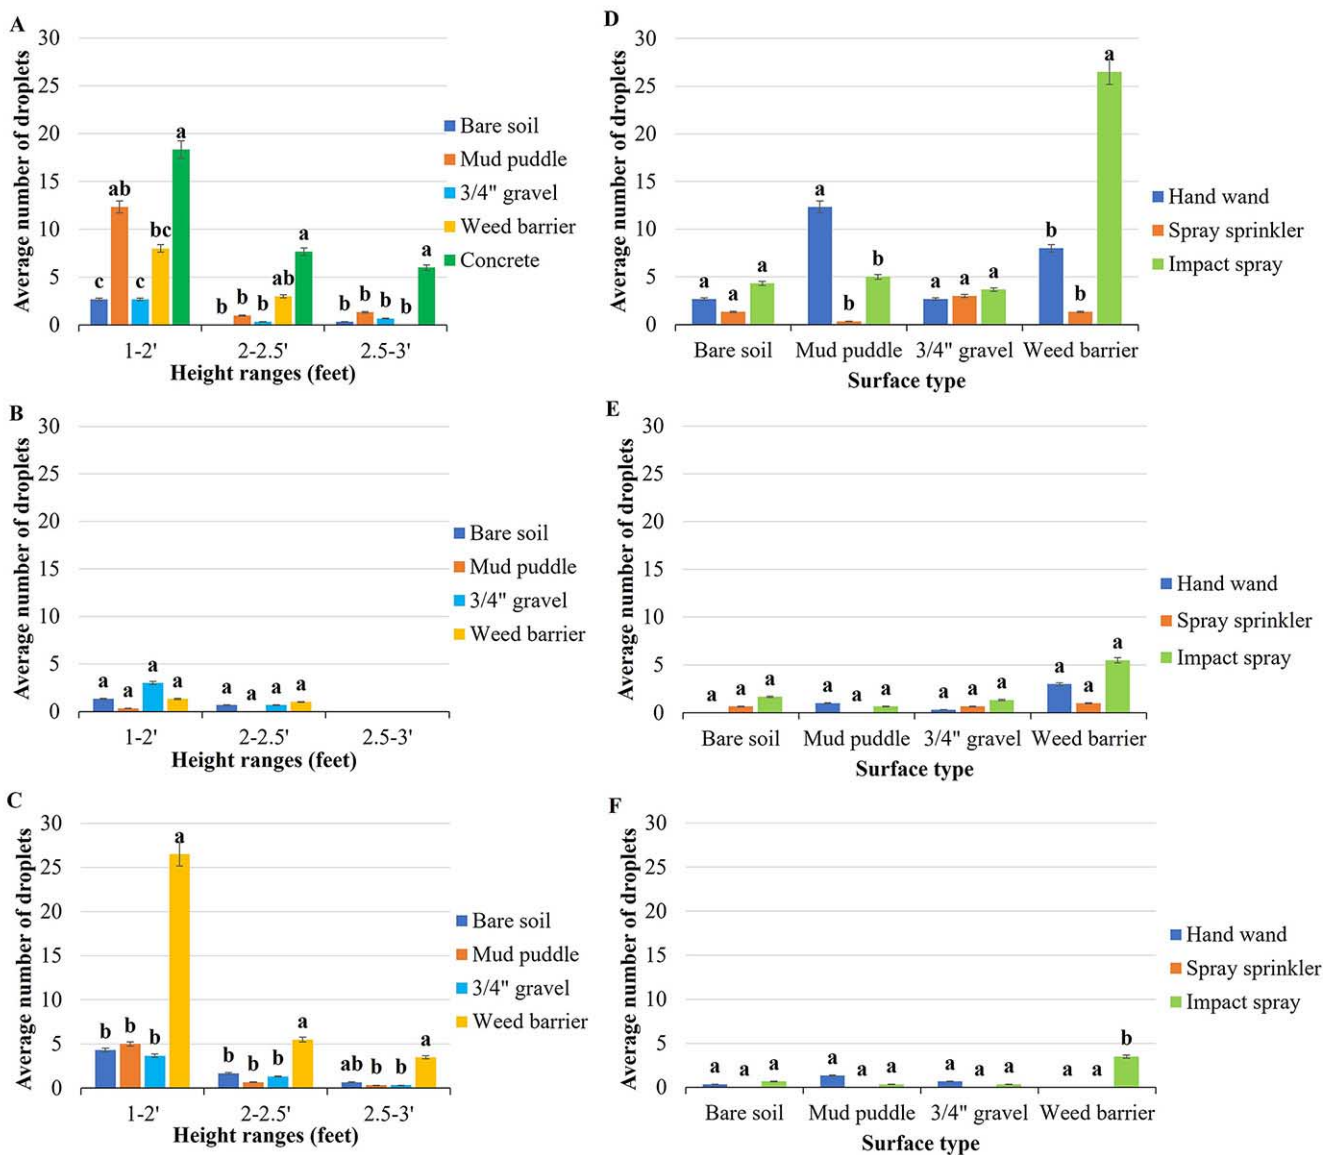 A
Average number of droplets
30
25
20
15
10
5
0
c
ab
c
bc
a
b
b
b
ab
a
b
b
b
b
a
1-2'
2-2.5'
2.5-3'
Height ranges (feet)
Bare soil
Mud puddle
3/4" gravel
Weed barrier
Concrete
D
Average number of droplets
30
25
20
15
10
5
0
a
a
a
a
b
b
a
a
a
b
b
a
Bare soil
Mud puddle
3/4" gravel
Weed barrier
Surface type
Hand wand
Spray sprinkler
Impact spray
B
Average number of droplets
30
25
20
15
10
5
0
a
a
a
a
a
a
a
a
1-2'
2-2.5'
2.5-3'
Height ranges (feet)
Bare soil
Mud puddle
3/4" gravel
Weed barrier
E
Average number of droplets
30
25
20
15
10
5
0
a
a
a
a
a
a
a
a
a
a
a
a
Bare soil
Mud puddle
3/4" gravel
Weed barrier
Surface type
Hand wand
Spray sprinkler
Impact spray
C
Average number of droplets
30
25
20
15
10
5
0
b
b
b
a
b
b
b
a
ab
b
b
a
1-2'
2-2.5'
2.5-3'
Height ranges (feet)
Bare soil
Mud puddle
3/4" gravel
Weed barrier
F
Average number of droplets
30
25
20
15
10
5
0
a
a
a
a
a
a
a
a
a
a
a
b
Bare soil
Mud puddle
3/4" gravel
Weed barrier
Surface type
Hand wand
Spray sprinkler
Impact spray